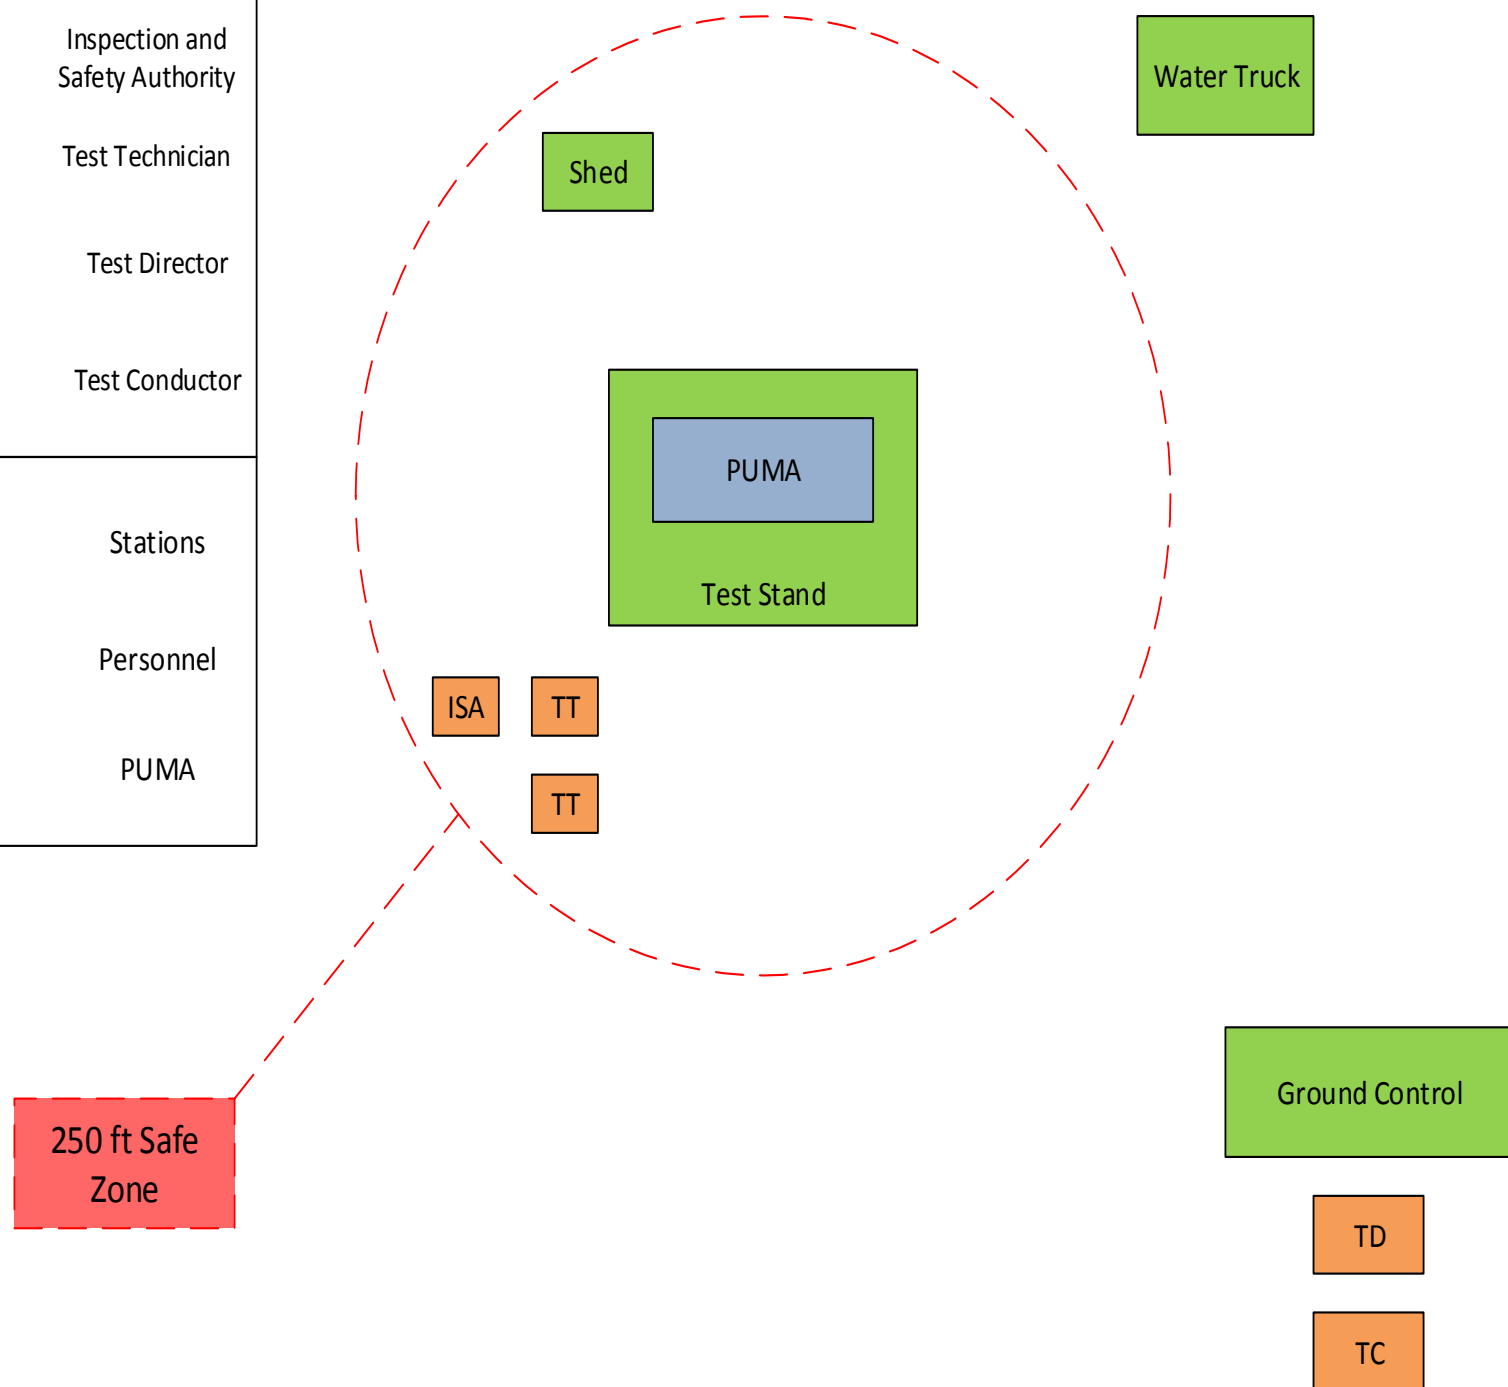 Inspection and
Safety Authority
Test Technician
Test Director
Test Conductor
Stations
Personnel
PUMA
Shed
Water Truck
PUMA
Test Stand
ISA
TT
TT
250 ft Safe
Zone
Ground Control
TD
TC